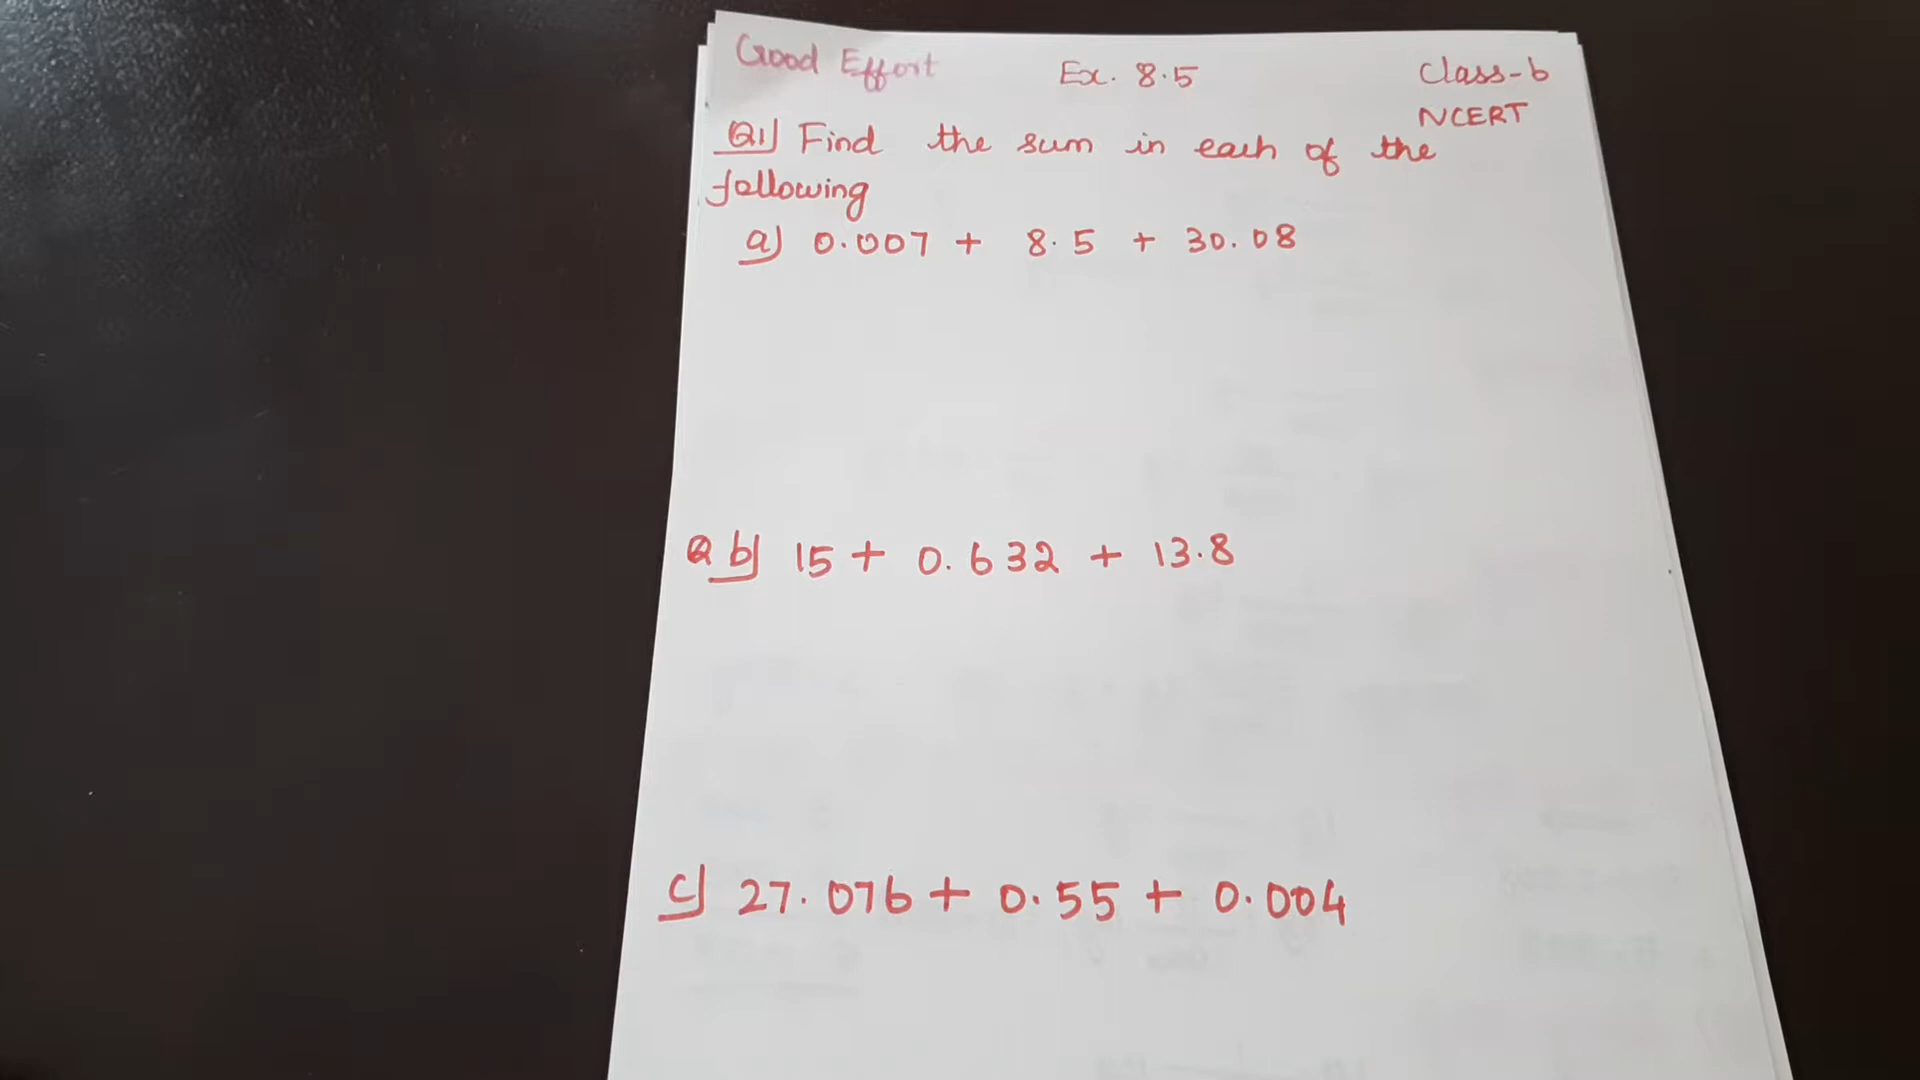 Good Effort Ex. 8.5 Class-6
NCERT
Q1) Find the sum in each of the
following
a) 0.007 + 8.5 + 30.08
b) 15 + 0.632 + 13.8
c) 27.076 + 0.55 + 0.004